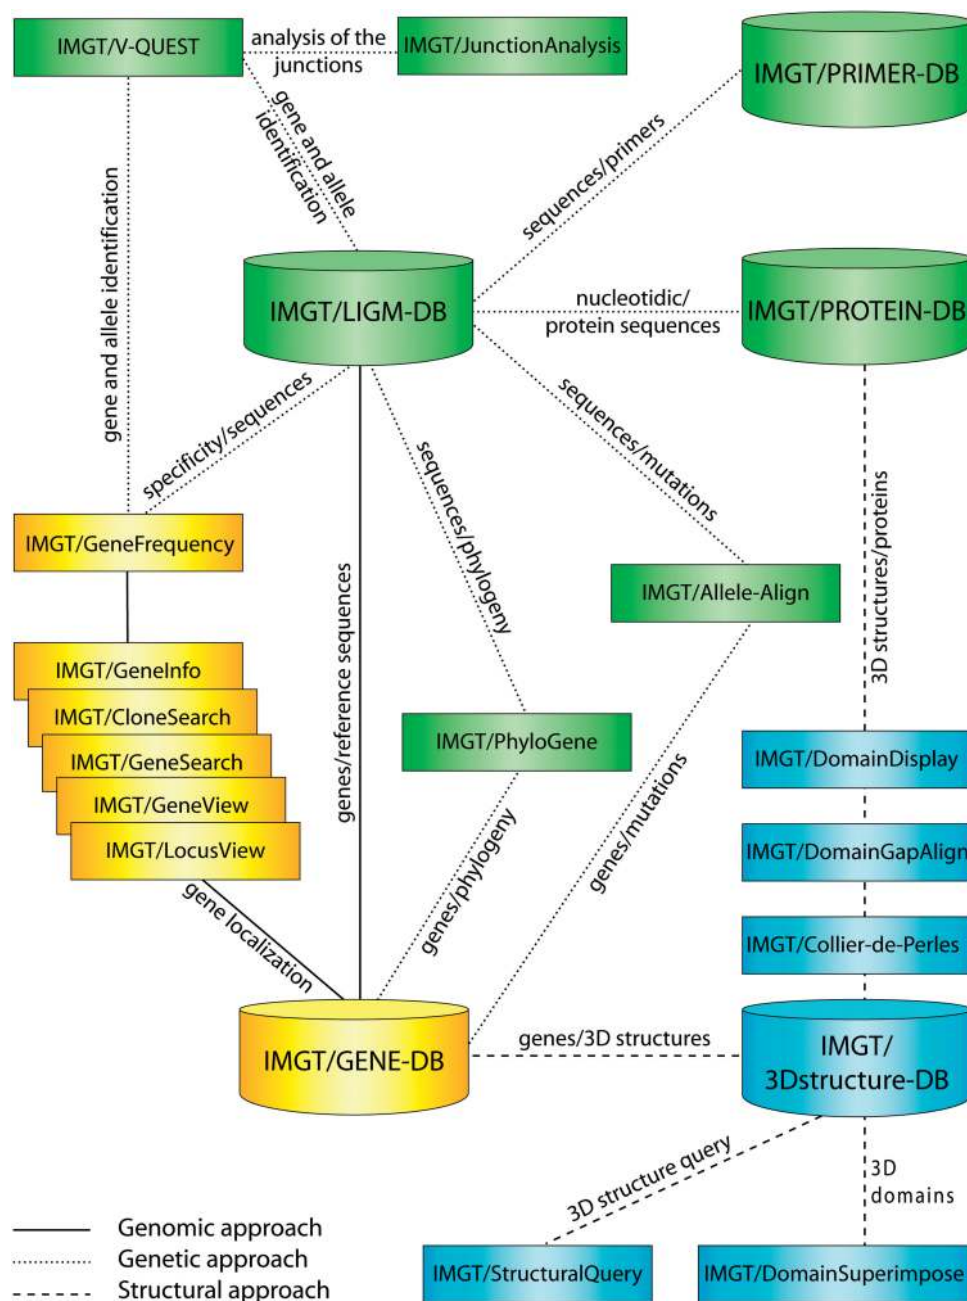 IMGT/V-QUEST
analysis of the
junctions
IMGT/JunctionAnalysis
IMGT/PRIMER-DB
gene and allele
identification
sequences/primers
gene and allele identification
IMGT/LIGM-DB
nucleotidic/
protein sequences
IMGT/PROTEIN-DB
specificity/sequences
sequences/phylogeny
sequences/mutations
3D structures/proteins
IMGT/GeneFrequency
IMGT/Allele-Align
genes/reference sequences
IMGT/GeneInfo
IMGT/CloneSearch
IMGT/GeneSearch
IMGT/GeneView
IMGT/LocusView
IMGT/PhyloGene
IMGT/DomainDisplay
IMGT/DomainGapAlign
IMGT/Collier-de-Perles
gene localization
genes/phylogeny
genes/mutations
IMGT/GENE-DB
genes/3D structures
IMGT/
3Dstructure-DB
3D structure query
3D
domains
Genomic approach
Genetic approach
Structural approach
IMGT/StructuralQuery
IMGT/DomainSuperimpose